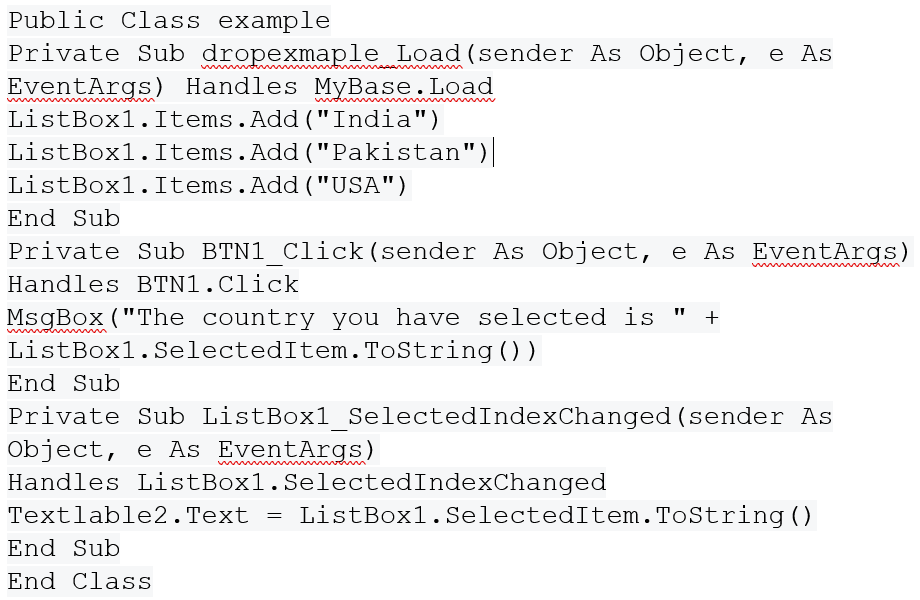 Public Class example
Private Sub dropexmaple_Load(sender As Object, e As
EventArgs) Handles MyBase.Load
ListBox1.Items.Add("India")
ListBox1.Items.Add("Pakistan")
ListBox1.Items.Add("USA")
End Sub
Private Sub BTN1_Click(sender As Object, e As EventArgs)
Handles BTN1.Click
MsgBox("The country you have selected is " +
ListBox1.SelectedItem.ToString())
End Sub
Private Sub ListBox1_SelectedIndexChanged(sender As
Object, e As EventArgs)
Handles ListBox1.SelectedIndexChanged
Textlable2.Text = ListBox1.SelectedItem.ToString()
End Sub
End Class